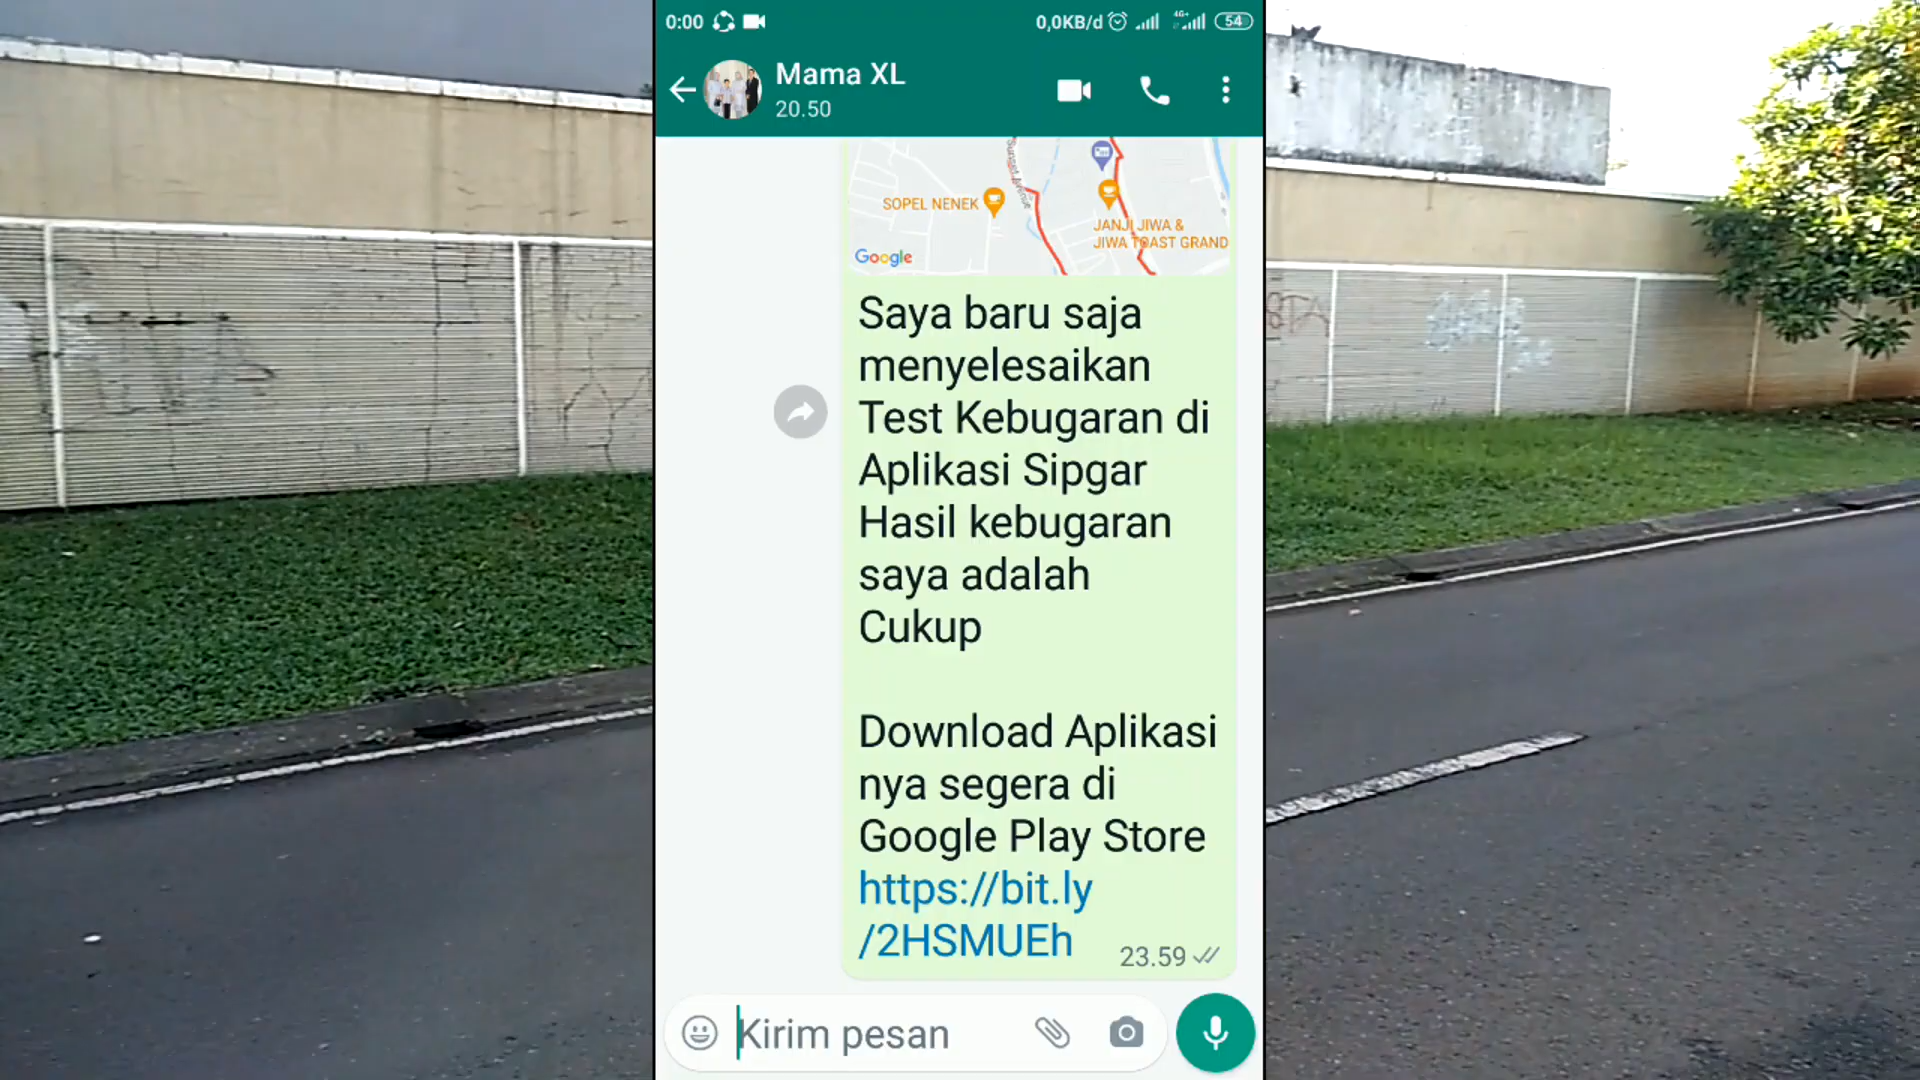 0:00
0,0KB/d
4G+
54
Mama XL
20.50
SOPEL NENEK
JANJI JIWA &
JIWA TOAST GRAND
Google
Saya baru saja
menyelesaikan
Test Kebugaran di
Aplikasi Sipgar
Hasil kebugaran
saya adalah
Cukup
Download Aplikasi
nya segera di
Google Play Store
https://bit.ly
/2HSMUEh
23.59
Kirim pesan